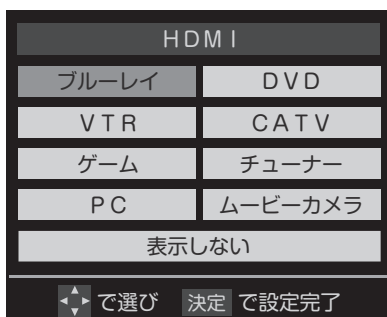 HDMI
ブルーレイ DVD
VTR CATV
ゲーム チューナー
PC ムービーカメラ
表示しない
で選び 決定 で設定完了